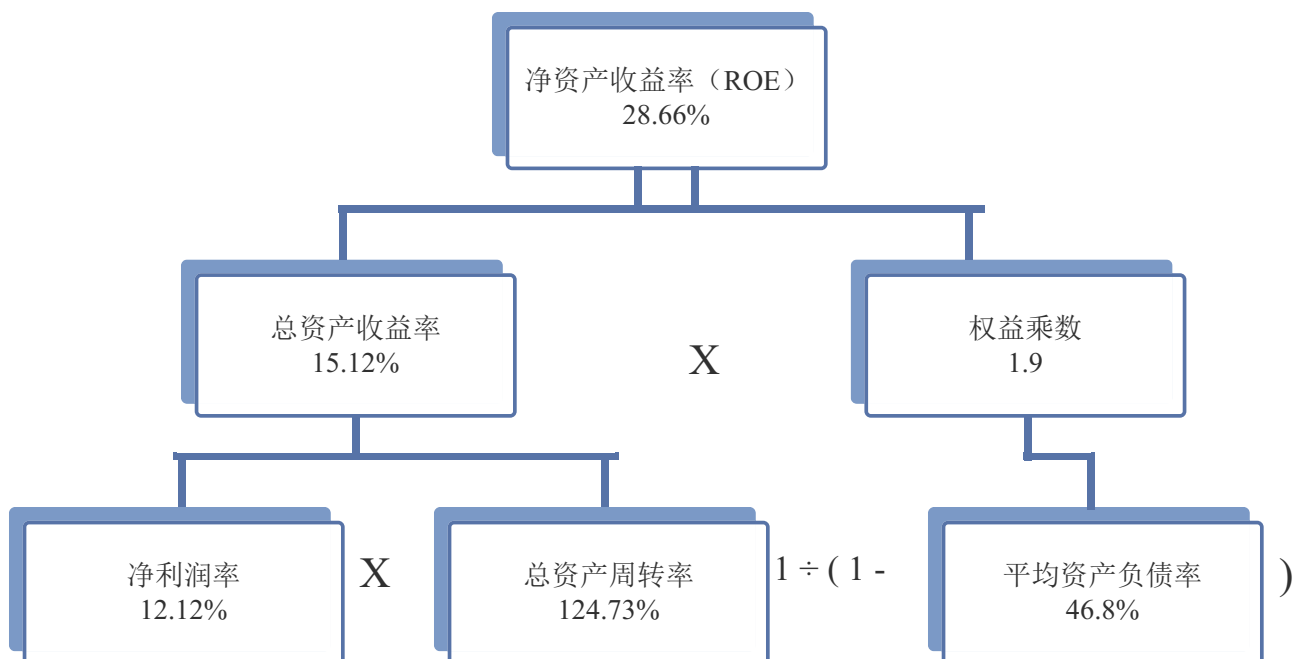 净资产收益率（ROE）
28.66%
总资产收益率
15.12%
X
权益乘数
1.9
净利润率
12.12%
X
总资产周转率
124.73%
1 ÷ ( 1 -
平均资产负债率
46.8%
)